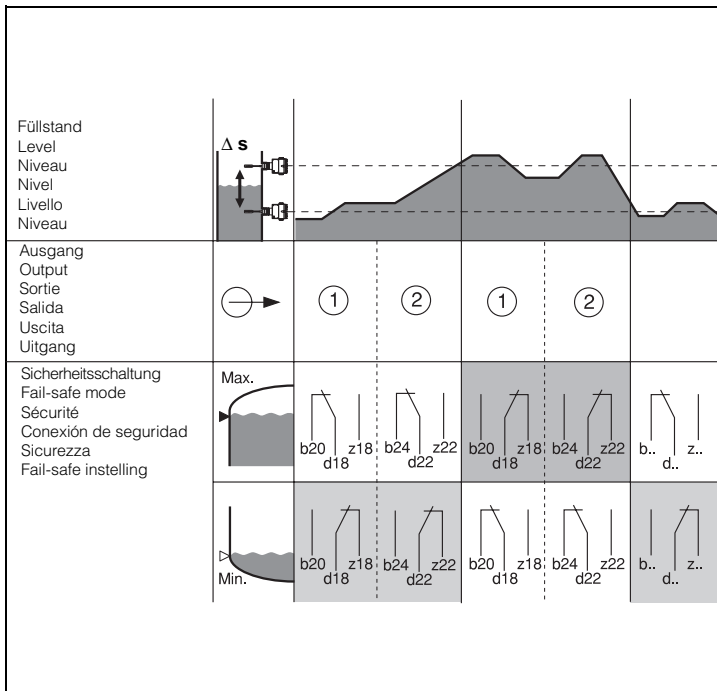 Füllstand
Level
Niveau
Nivel
Livello
Niveau
Δ s
Ausgang
Output
Sortie
Salida
Uscita
Uitgang
1 2 1 2
Sicherheitsschaltung
Fail-safe mode
Sécurité
Conexión de seguridad
Sicurezza
Fail-safe instelling
Max.
b20 z18 b24 z22 b20 z18 b24 z22 b.. z..
d18 d22 d18 d22 d..
Min.
b20 z18 b24 z22 b20 z18 b24 z22 b.. z..
d18 d22 d18 d22 d..